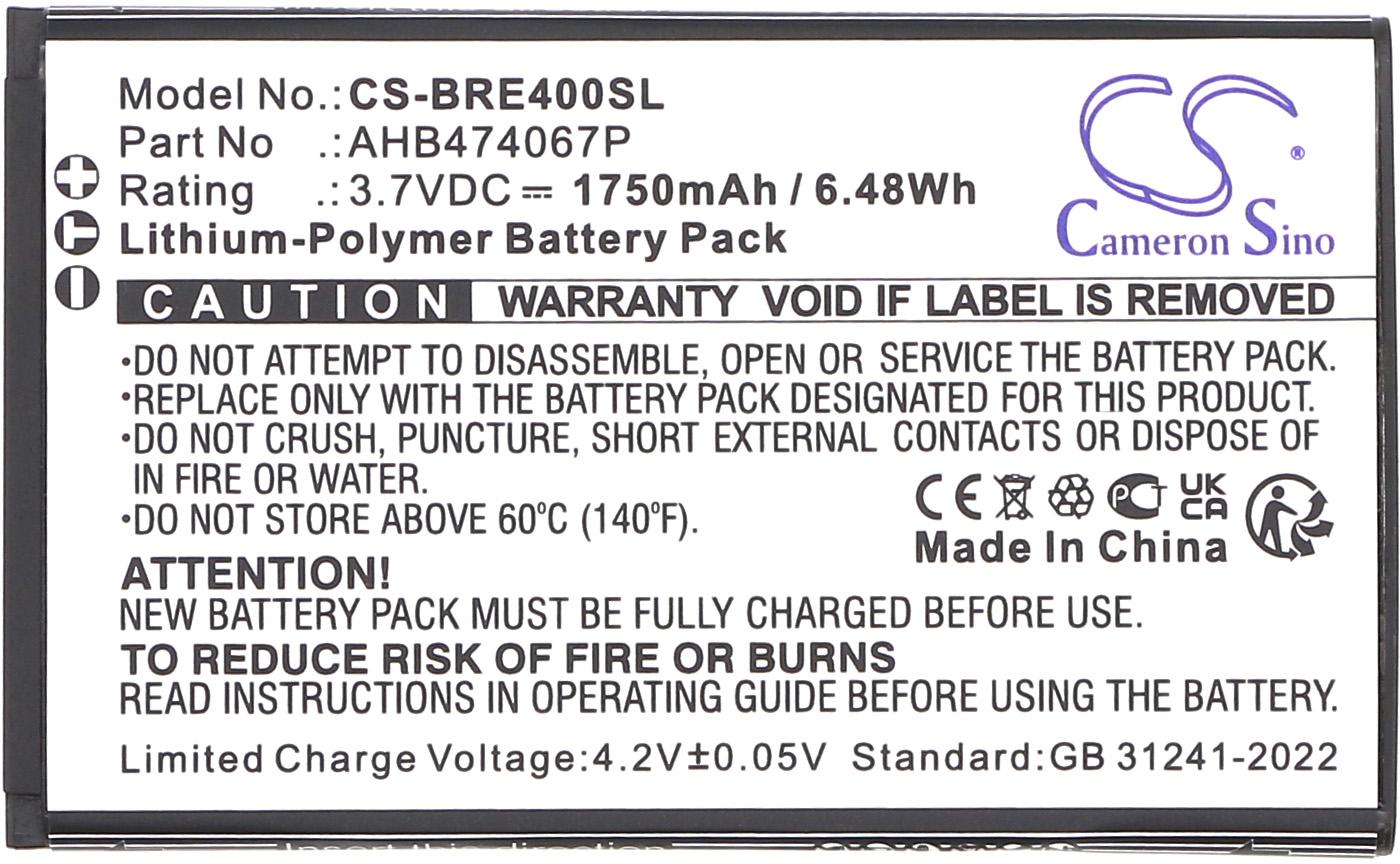 Model No.:CS-BRE400SL
Part No .:AHB474067P
Rating .:3.7VDC⎓ 1750mAh / 6.48Wh
Lithium-Polymer Battery Pack
CS®
Cameron Sino
CAUTION WARRANTY VOID IF LABEL IS REMOVED
•DO NOT ATTEMPT TO DISASSEMBLE, OPEN OR SERVICE THE BATTERY PACK.
•REPLACE ONLY WITH THE BATTERY PACK DESIGNATED FOR THIS PRODUCT.
•DO NOT CRUSH, PUNCTURE, SHORT EXTERNAL CONTACTS OR DISPOSE OF
IN FIRE OR WATER.
•DO NOT STORE ABOVE 60°C (140°F).
CE PCT UK
CA
Made In China
ATTENTION!
NEW BATTERY PACK MUST BE FULLY CHARGED BEFORE USE.
TO REDUCE RISK OF FIRE OR BURNS
READ INSTRUCTIONS IN OPERATING GUIDE BEFORE USING THE BATTERY.
Limited Charge Voltage:4.2V±0.05V Standard:GB 31241-2022
Insert this direction